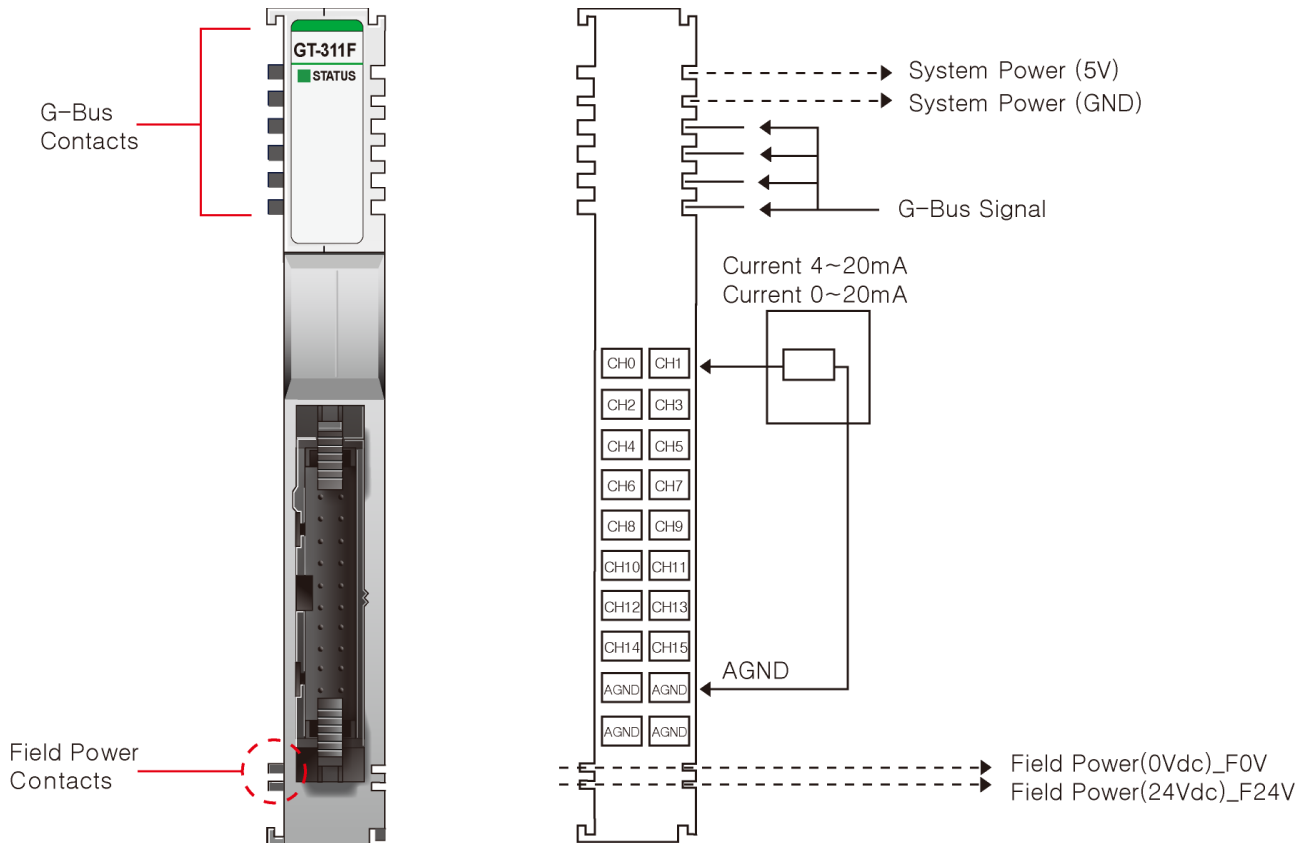 GT-311F
STATUS
G-Bus
Contacts
System Power (5V)
System Power (GND)
G-Bus Signal
Current 4~20mA
Current 0~20mA
CH0 CH1
CH2 CH3
CH4 CH5
CH6 CH7
CH8 CH9
CH10 CH11
CH12 CH13
CH14 CH15
AGND AGND
AGND
AGND AGND
Field Power
Contacts
Field Power(0Vdc)_F0V
Field Power(24Vdc)_F24V